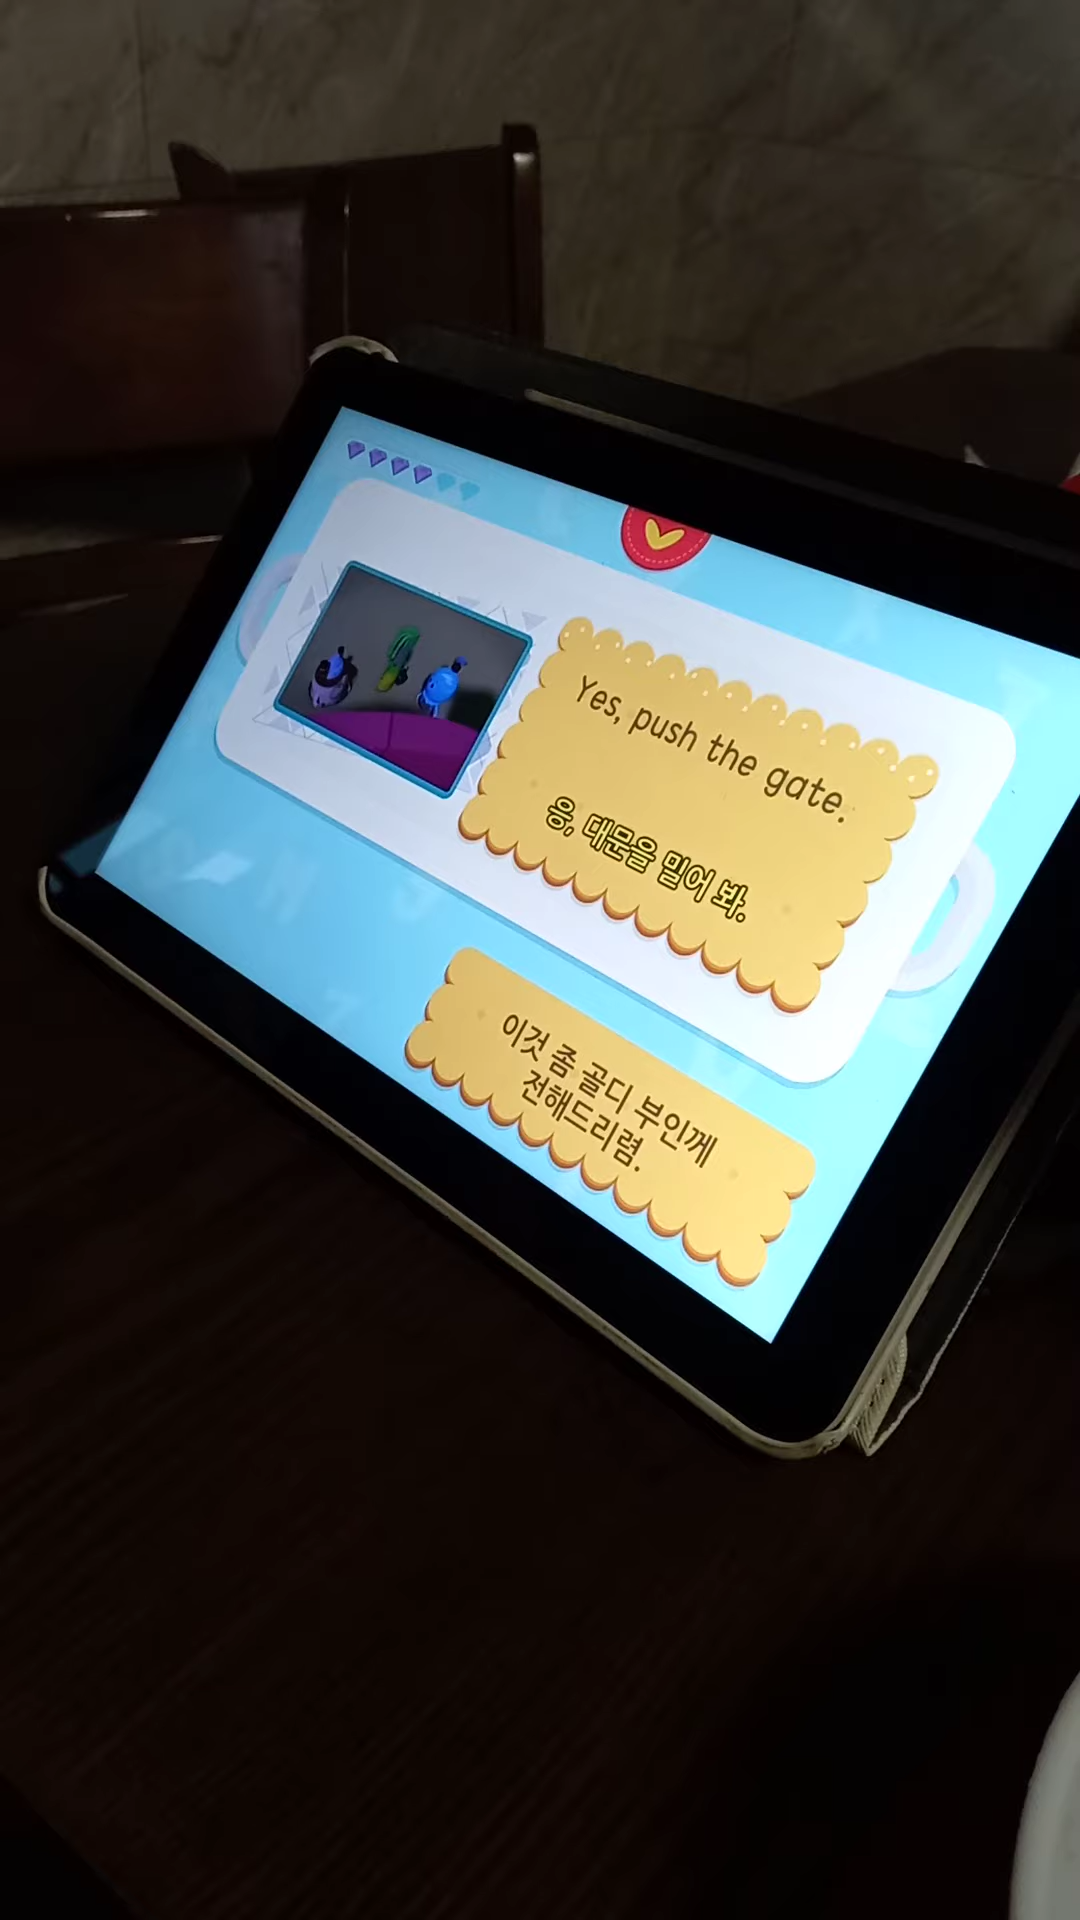 Yes, push the gate.
응, 대문을 밀어 봐.
이것 좀 골디 부인께
전해드리렴.